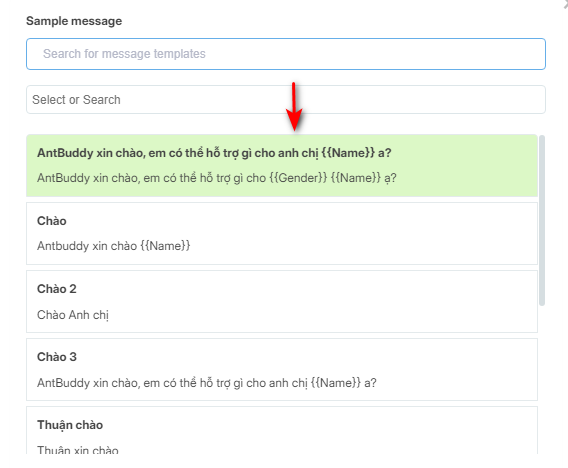 Sample message
Search for message templates
Select or Search
AntBuddy xin chào, em có thể hỗ trợ gì cho anh chị {{Name}} a?
AntBuddy xin chào, em có thể hỗ trợ gì cho {{Gender}} {{Name}} ạ?
Chào
Antbuddy xin chào {{Name}}
Chào 2
Chào Anh chị
Chào 3
AntBuddy xin chào, em có thể hỗ trợ gì cho anh chị {{Name}} a?
Thuận chào
Thuận xin chào